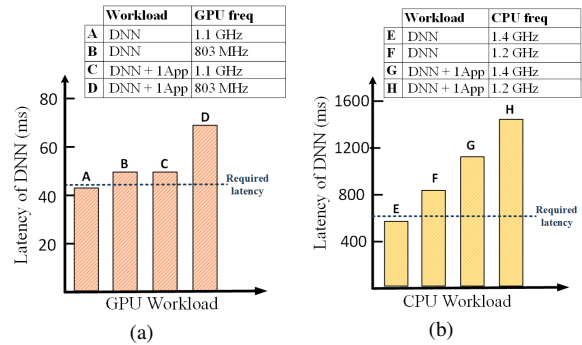 Workload GPU freq
A DNN 1.1 GHz
B DNN 803 MHz
C DNN + 1App 1.1 GHz
D DNN + 1App 803 MHz
Latency of DNN (ms)
80
60
40
20
A
B
C
D
Required
latency
GPU Workload
(a)
Workload CPU freq
E DNN 1.4 GHz
F DNN 1.2 GHz
G DNN + 1App 1.4 GHz
H DNN + 1App 1.2 GHz
Latency of DNN (ms)
1600
1200
800
400
E
F
G
H
Required
latency
CPU Workload
(b)